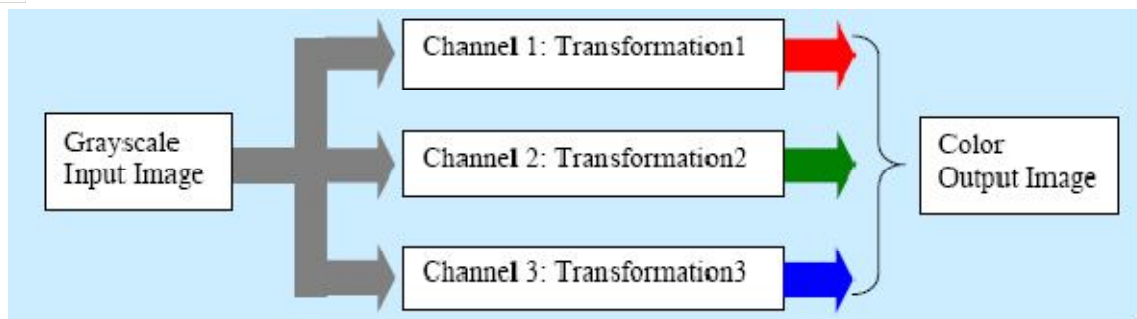 Grayscale
Input Image
Channel 1: Transformation1
Channel 2: Transformation2
Channel 3: Transformation3
Color
Output Image